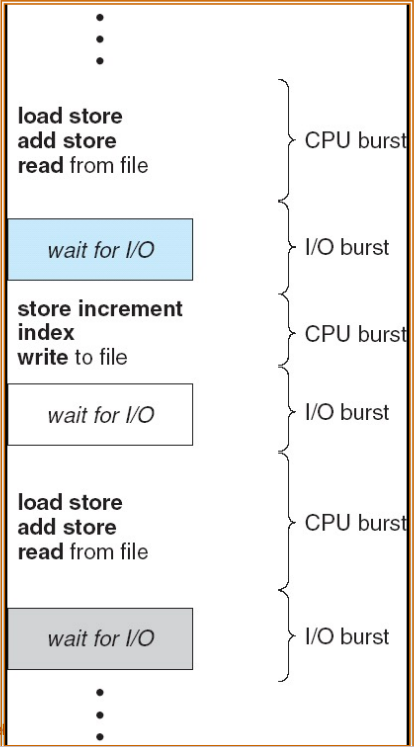 load store
add store
read from file
CPU burst
wait for I/O
I/O burst
store increment
index
write to file
CPU burst
wait for I/O
I/O burst
load store
add store
read from file
CPU burst
wait for I/O
I/O burst